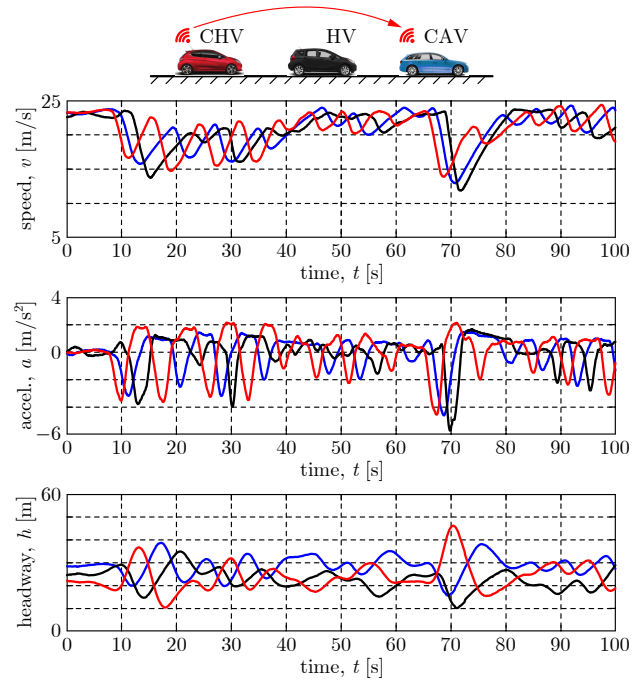 CHV HV CAV
25
5
speed, v [m/s]
0 10 20 30 40 50 60 70 80 90 100
time, t [s]
4
0
−6
accel., a [m/s²]
0 10 20 30 40 50 60 70 80 90 100
time, t [s]
60
0
headway, h [m]
0 10 20 30 40 50 60 70 80 90 100
time, t [s]